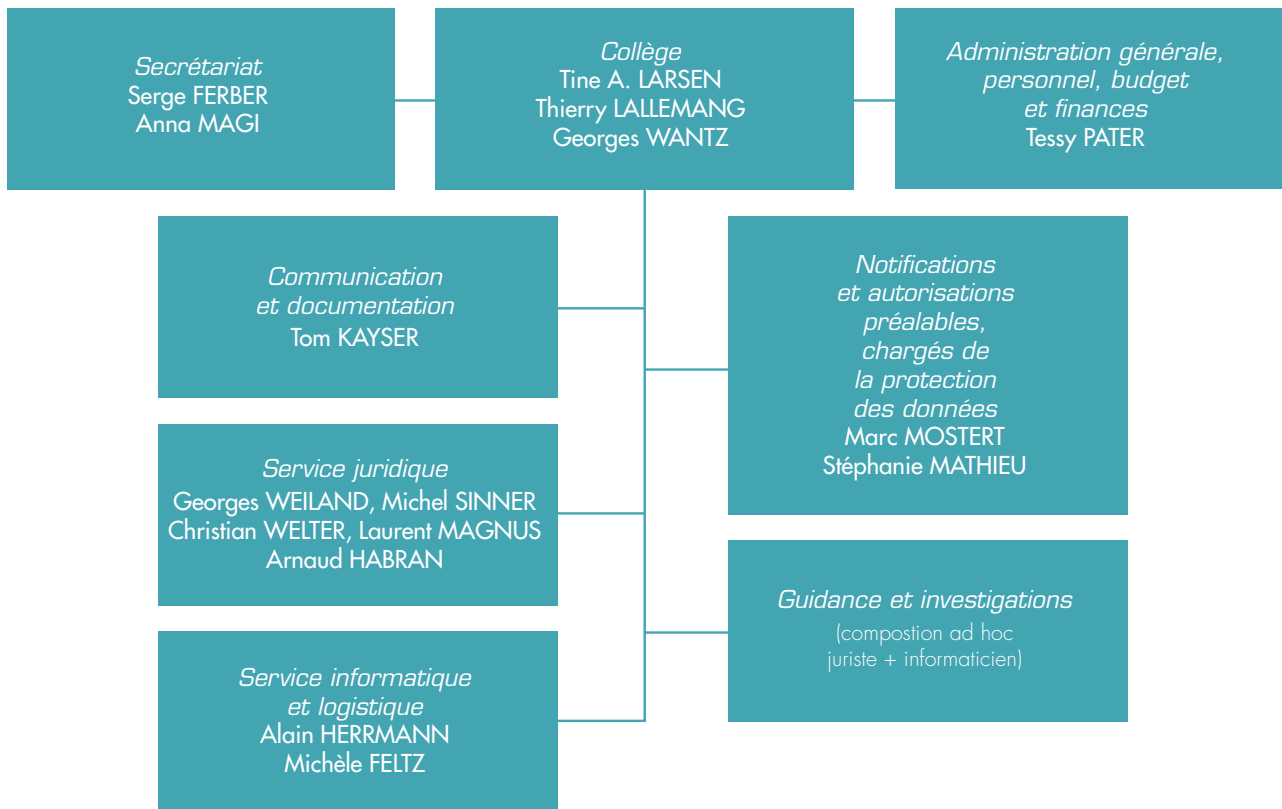 Secrétariat
Serge FERBER
Anna MAGI
Collège
Tine A. LARSEN
Thierry LALLEMANG
Georges WANTZ
Administration générale,
personnel, budget
et finances
Tessy PATER
Communication
et documentation
Tom KAYSER
Notifications
et autorisations
préalables,
chargés de
la protection
des données
Marc MOSTERT
Stéphanie MATHIEU
Service juridique
Georges WEILAND, Michel SINNER
Christian WELTER, Laurent MAGNUS
Arnaud HABRAN
Guidance et investigations
(compostion ad hoc
juriste + informaticien)
Service informatique
et logistique
Alain HERRMANN
Michèle FELTZ